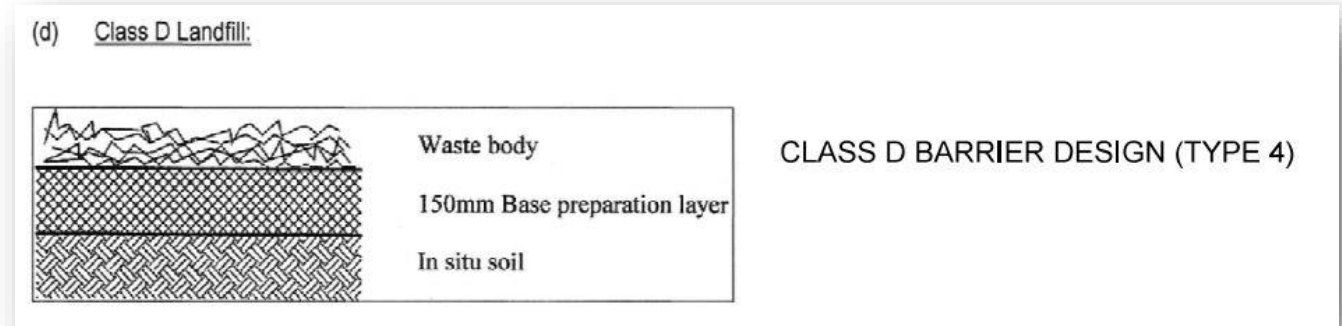 (d) Class D Landfill:
Waste body
CLASS D BARRIER DESIGN (TYPE 4)
150mm Base preparation layer
In situ soil